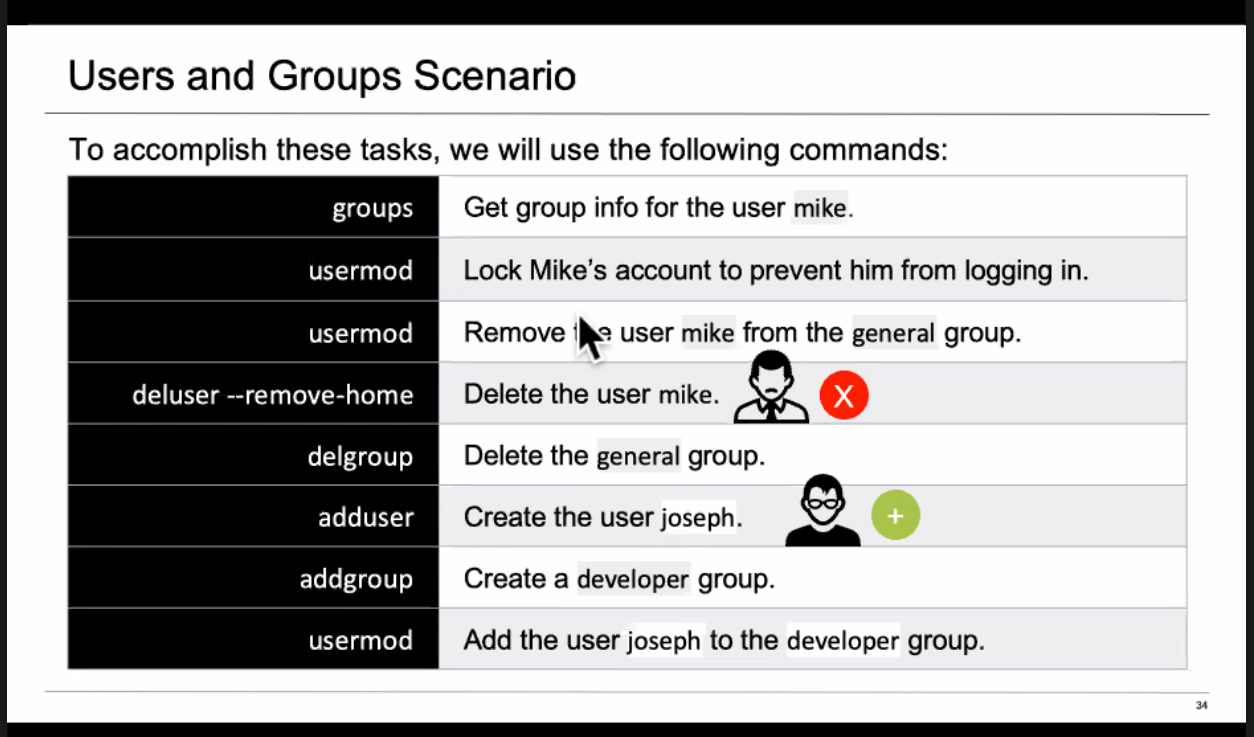 Users and Groups Scenario
To accomplish these tasks, we will use the following commands:
groups Get group info for the user mike.
usermod Lock Mike’s account to prevent him from logging in.
usermod Remove the user mike from the general group.
deluser --remove-home Delete the user mike.
X
delgroup Delete the general group.
adduser Create the user joseph.
+
addgroup Create a developer group.
usermod Add the user joseph to the developer group.
34